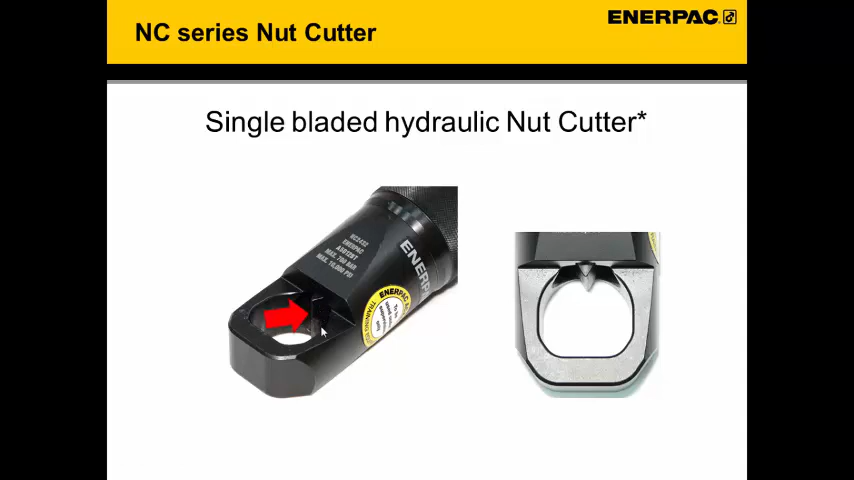 NC series Nut Cutter
ENERPAC
Single bladed hydraulic Nut Cutter*
ENERPAC
MAX. 700 BAR
MAX. 10,000 PSI
ENERPAC
ENERPAC